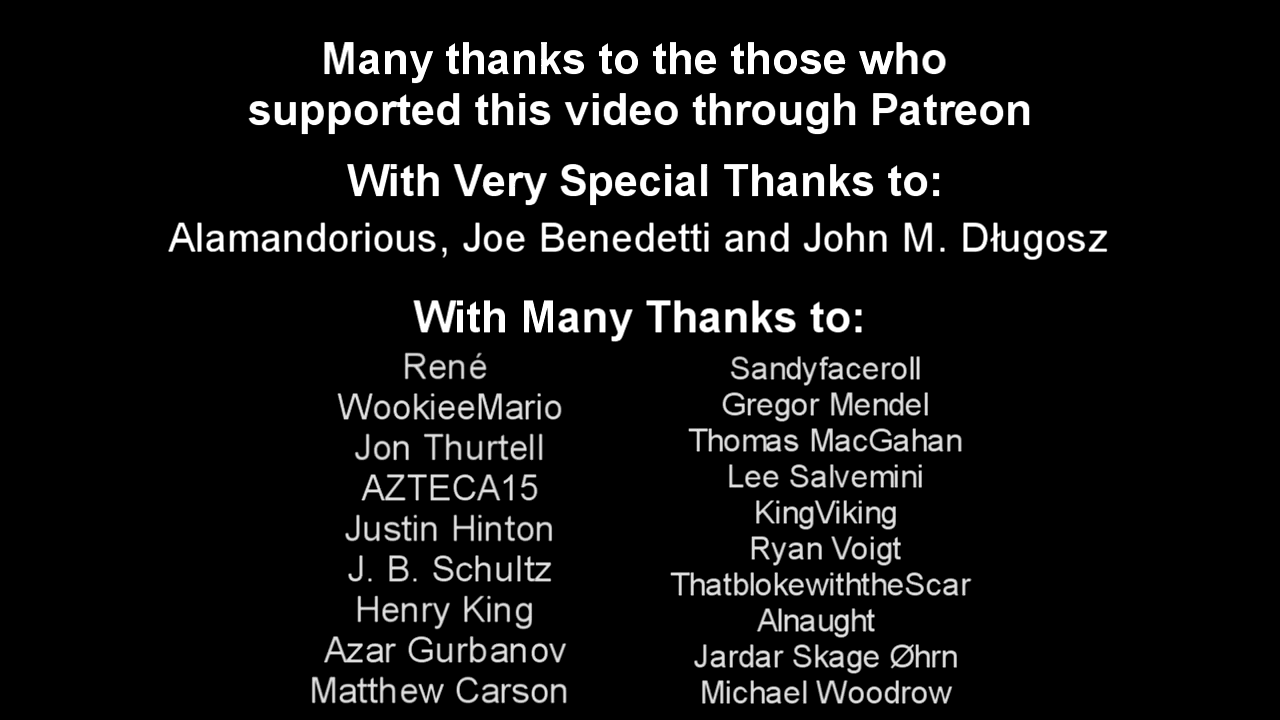 Many thanks to the those who
supported this video through Patreon
With Very Special Thanks to:
Alamandorious, Joe Benedetti and John M. Długosz
With Many Thanks to:
René
WookieeMario
Jon Thurtell
AZTECA15
Justin Hinton
J. B. Schultz
Henry King
Azar Gurbanov
Matthew Carson
Sandyfaceroll
Gregor Mendel
Thomas MacGahan
Lee Salvemini
KingViking
Ryan Voigt
ThatblokewiththeScar
Alnaught
Jardar Skage Øhrn
Michael Woodrow